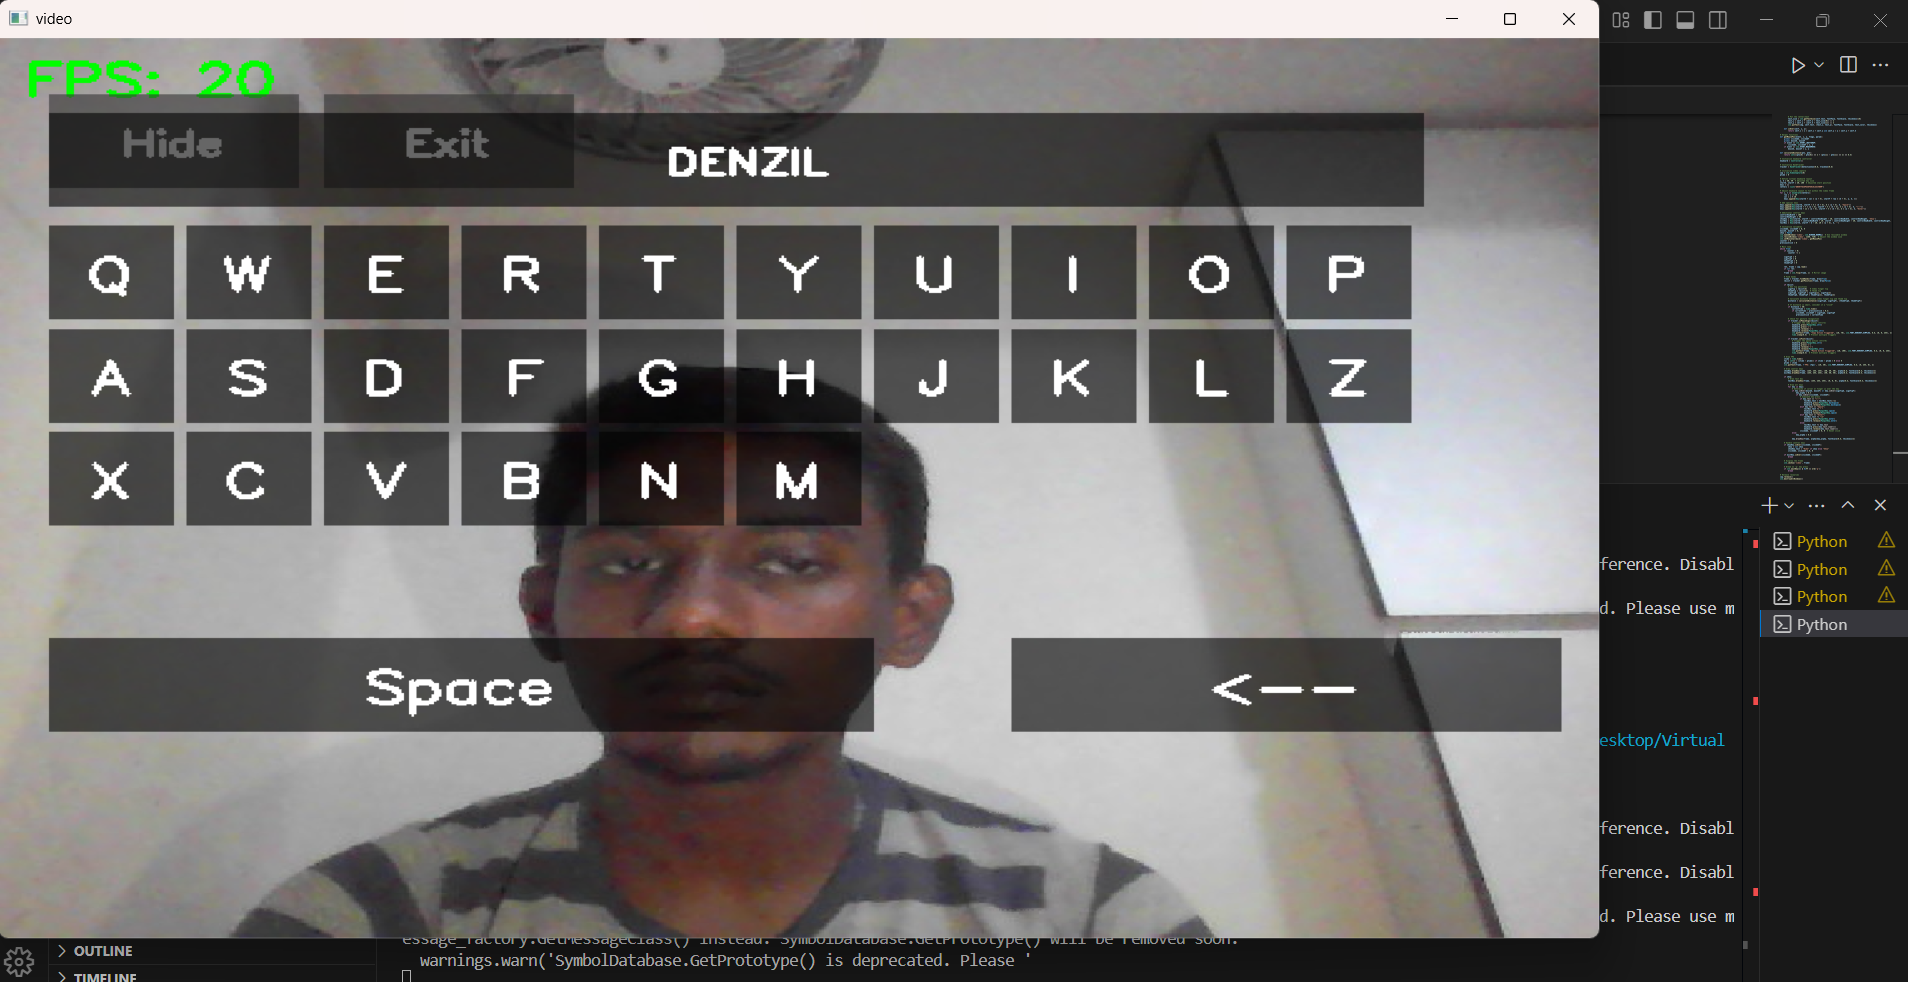 video
FPS: 20
Hide Exit
DENZIL
Q W E R T Y U I O P
A S D F G H J K L Z
X C V B N M
Space <--
Python
Python
Python
Python
ference. Disabl
d. Please use m
esktop/Virtual
ference. Disabl
ference. Disabl
d. Please use m
OUTLINE
TIMELINE
essage_factory.GetMessageClass() instead. SymbolDatabase.GetPrototype() will be removed soon.
warnings.warn('SymbolDatabase.GetPrototype() is deprecated. Please '